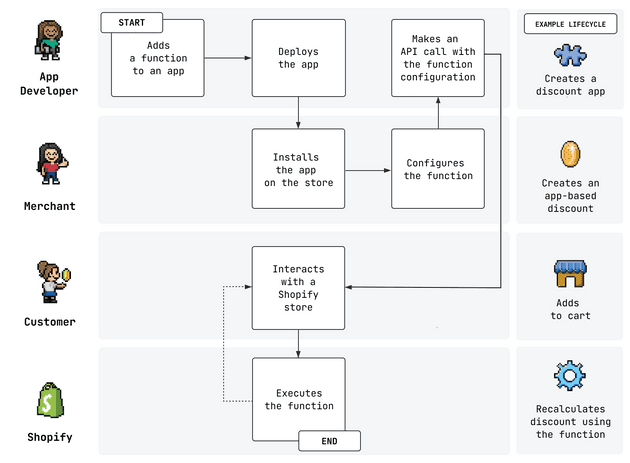 START
Adds
a function
to an app
Deploys
the app
Makes an
API call with
the function
configuration
EXAMPLE LIFECYCLE
Creates a
discount app
App
Developer
Installs
the app
on the store
Configures
the function
Creates an
app-based
discount
Merchant
Interacts
with a
Shopify
store
Adds
to cart
Customer
Executes
the function
END
Recalculates
discount using
the function
S
Shopify